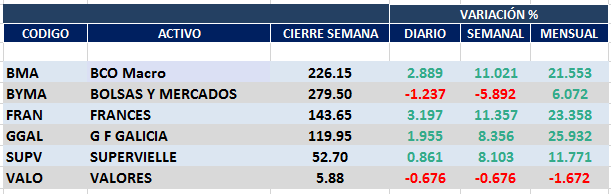 VARIACIÓN %
CODIGO ACTIVO CIERRE SEMANA DIARIO SEMANAL MENSUAL
BMA BCO Macro 226.15 2.889 11.021 21.553
BYMA BOLSAS Y MERCADOS 279.50 -1.237 -5.892 6.072
FRAN FRANCES 143.65 3.197 11.357 23.358
GGAL G F GALICIA 119.95 1.955 8.356 25.932
SUPV SUPERVIELLE 52.70 0.861 8.103 11.771
VALO VALORES 5.88 -0.676 -0.676 -1.672